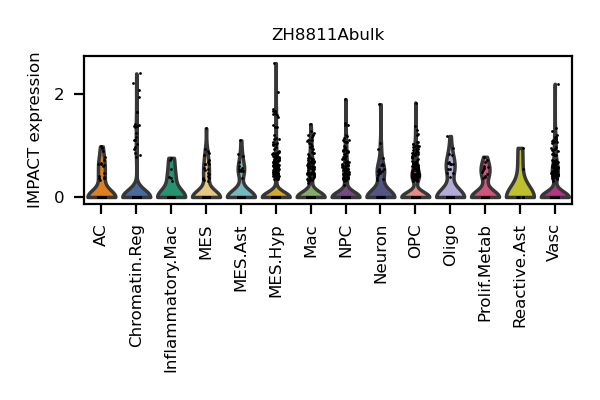 ZH8811Abulk
IMPACT expression
2
0
AC
Chromatin.Reg
Inflammatory.Mac
MES
MES.Ast
MES.Hyp
Mac
NPC
Neuron
OPC
Oligo
Prolif.Metab
Reactive.Ast
Vasc